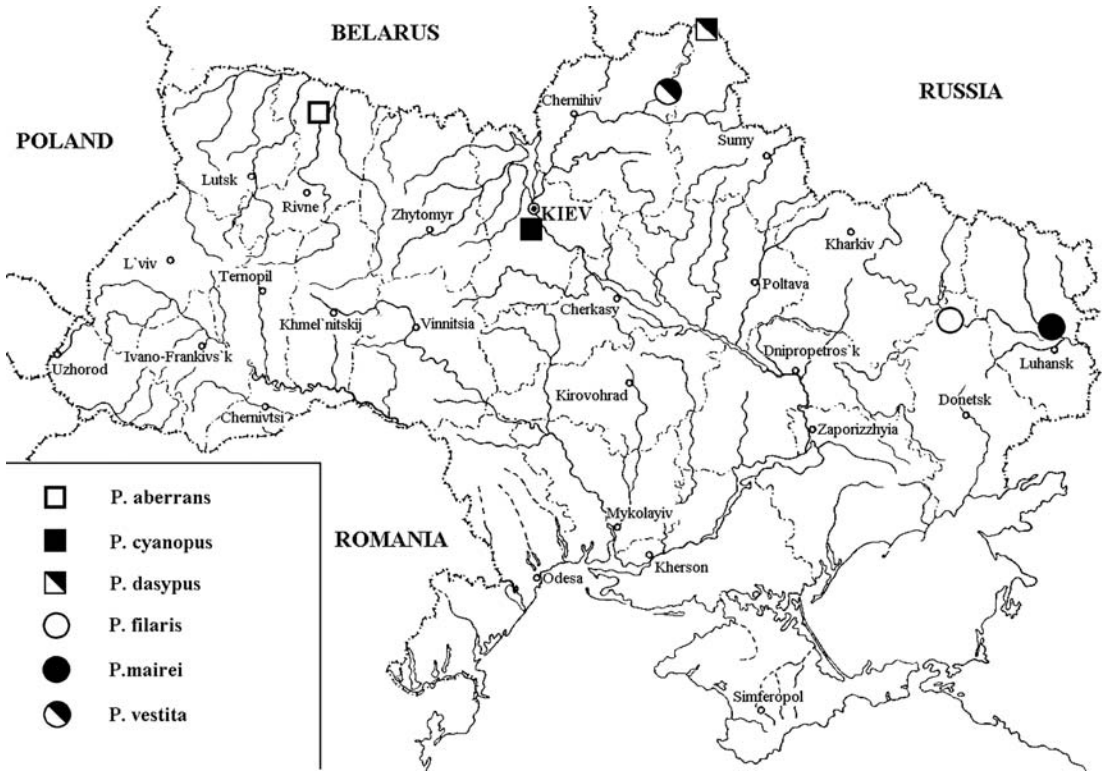 BELARUS
RUSSIA
POLAND
Chernihiv
Sumy
Lutsk
Rivne
Zhytomyr
KIEV
Kharkiv
L`viv
Ternopil
Poltava
Cherkasy
Khmel`nitskij
Vinnitsia
Uzhorod
Ivano-Frankivs`k
Dnipropetros`k
Luhansk
Kirovohrad
Donetsk
Chernivtsi
Zaporizzhyia
P. aberrans
P. cyanopus
P. dasypus
P. filaris
P.mairei
P. vestita
ROMANIA
Mykolayiv
Kherson
Odesa
Simferopol